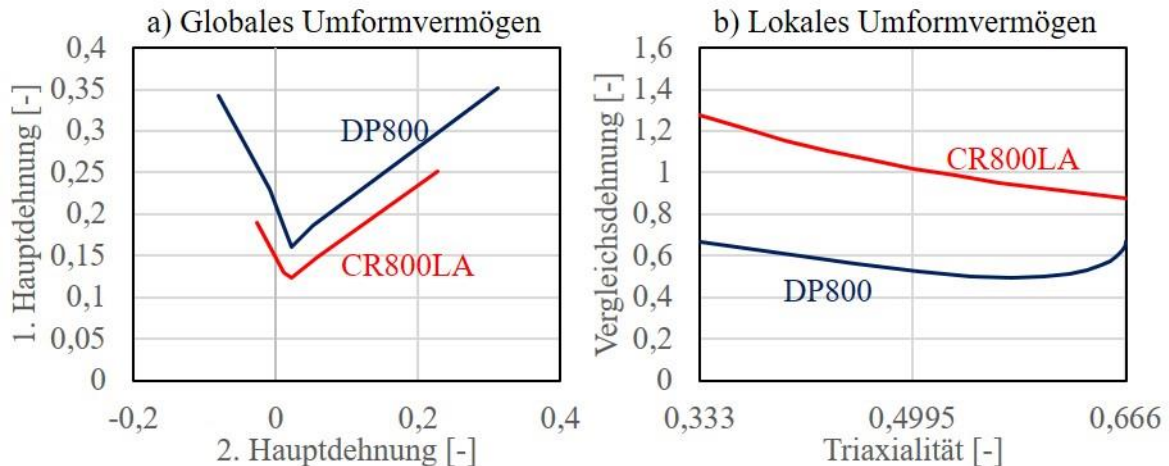 a) Globales Umformvermögen
1. Hauptdehnung [-]
0,4
0,35
0,3
0,25
0,2
0,15
0,1
0,05
0
DP800
CR800LA
-0,2 0 0,2 0,4
2. Hauptdehnung [-]
b) Lokales Umformvermögen
Vergleichsdehnung [-]
1,6
1,4
1,2
1
0,8
0,6
0,4
0,2
0
CR800LA
DP800
0,333 0,4995 0,666
Triaxialität [-]